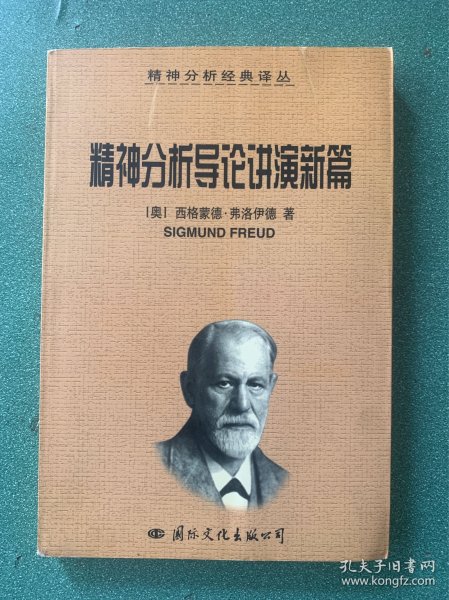 精神分析经典译丛
精神分析导论讲演新篇
[奥] 西格蒙德·弗洛伊德 著
SIGMUND FREUD
国际文化出版公司
孔夫子旧书网
www.kongfz.com